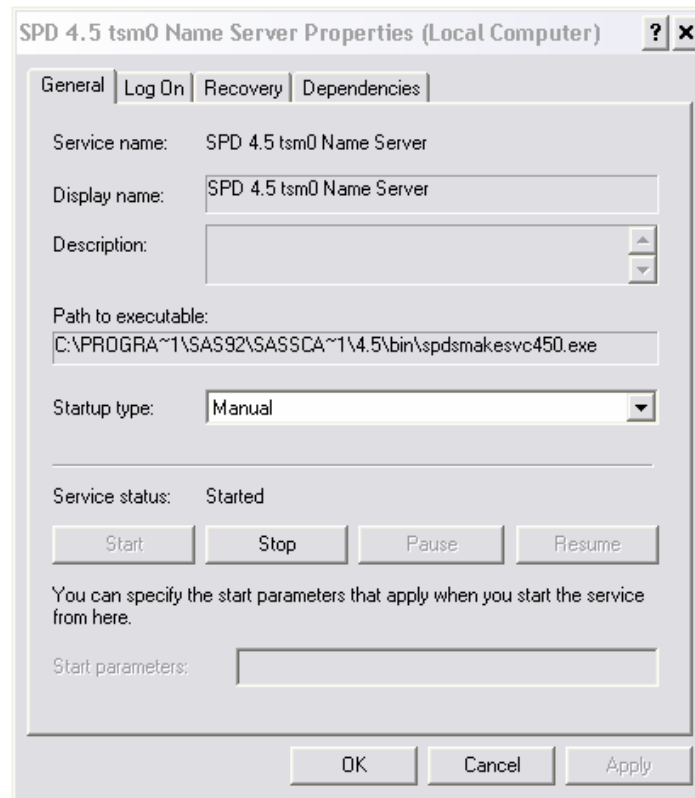 SPD 4.5 tsm0 Name Server Properties (Local Computer) ? ×
General Log On Recovery Dependencies
Service name: SPD 4.5 tsm0 Name Server
Display name: SPD 4.5 tsm0 Name Server
Description:
Path to executable:
C:\PROGRA~1\SAS92\SASSCA~1\4.5\bin\spdsmakesvc450.exe
Startup type: Manual
Service status: Started
Start Stop Pause Resume
You can specify the start parameters that apply when you start the service
from here.
Start parameters:
OK Cancel Apply